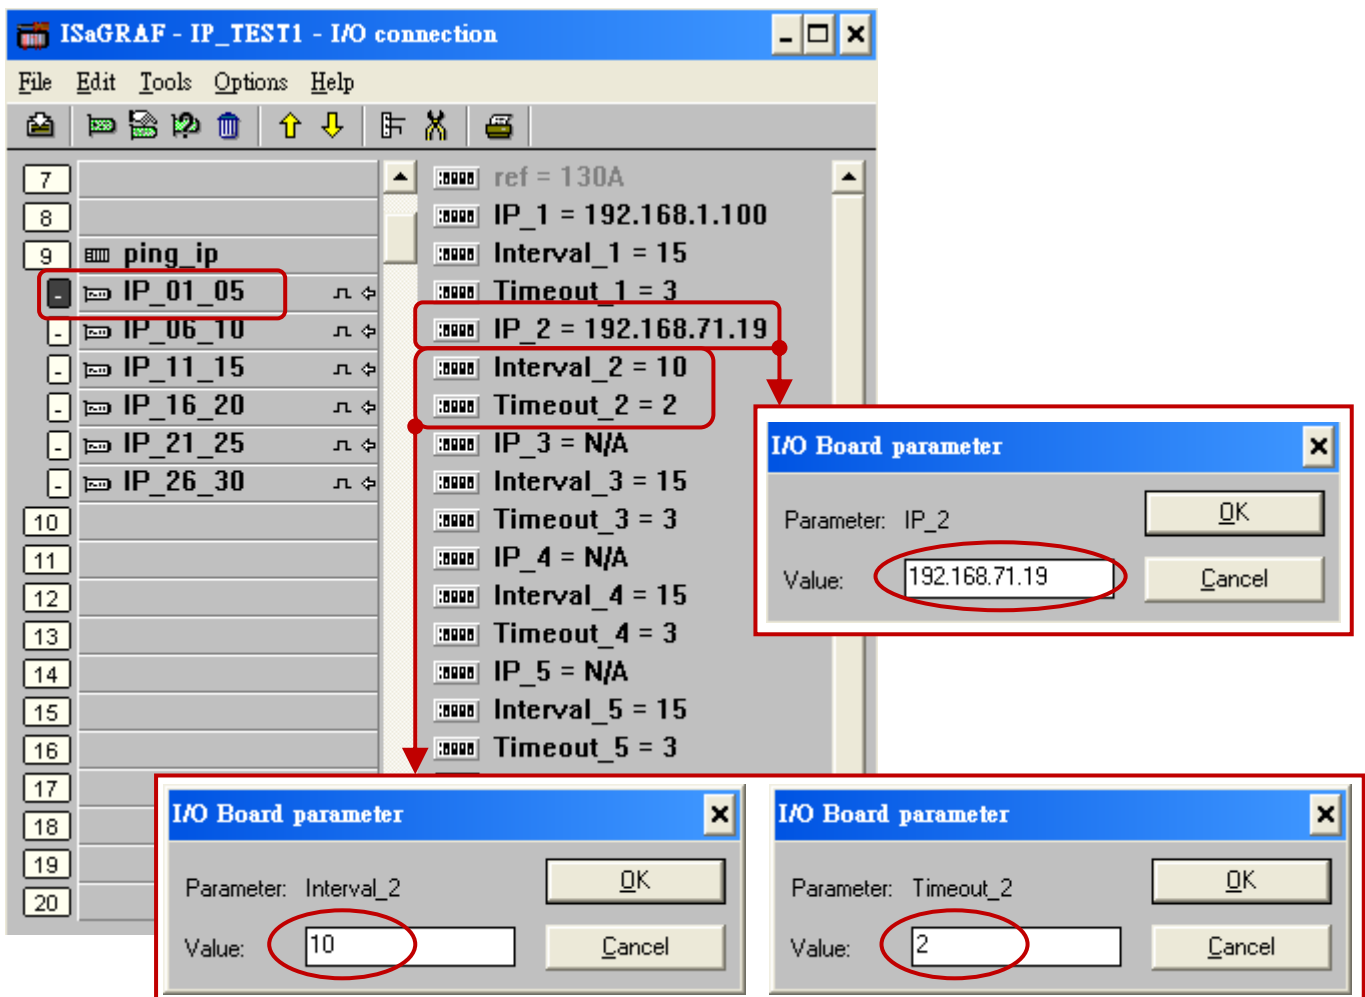 ISaGRAF - IP_TEST1 - I/O connection
File Edit Tools Options Help
7
8
9 ping_ip
- IP_01_05
- IP_06_10
- IP_11_15
- IP_16_20
- IP_21_25
- IP_26_30
10
11
12
13
14
15
16
17
18
19
20
ref = 130A
IP_1 = 192.168.1.100
Interval_1 = 15
Timeout_1 = 3
IP_2 = 192.168.71.19
Interval_2 = 10
Timeout_2 = 2
IP_3 = N/A
Interval_3 = 15
Timeout_3 = 3
IP_4 = N/A
Interval_4 = 15
Timeout_4 = 3
IP_5 = N/A
Interval_5 = 15
Timeout_5 = 3
I/O Board parameter
Parameter: IP_2
OK
Value: 192.168.71.19
Cancel
I/O Board parameter
Parameter: Interval_2
OK
Value: 10
Cancel
I/O Board parameter
Parameter: Timeout_2
OK
Value: 2
Cancel